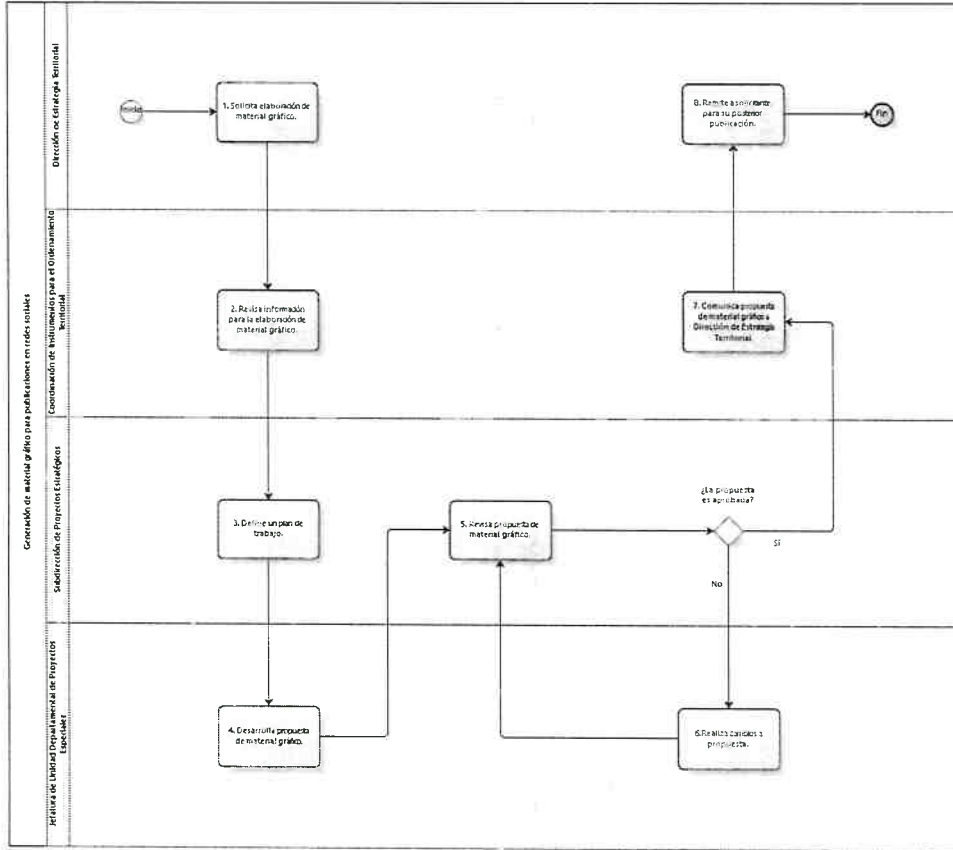 Generación de material gráfico para publicaciones en redes sociales
Dirección de Estrategia Territorial
Inicio
1. Solicita elaboración de
material gráfico.
8. Remite a solicitante
para su posterior
publicación.
Fin
Coordinación de Instrumentos para el Ordenamiento
Territorial
2. Revisa información
para la elaboración de
material gráfico.
7. Comunica propuesta
de material gráfico a
Dirección de Estrategia
Territorial.
Subdirección de Proyectos Estratégicos
3. Define un plan de
trabajo.
5. Revisa propuesta de
material gráfico.
¿La propuesta
es aprobada?
Sí
No
Jefatura de Unidad Departamental de Proyectos
Especiales
4. Desarrolla propuesta
de material gráfico.
6.Realiza cambios a
propuesta.